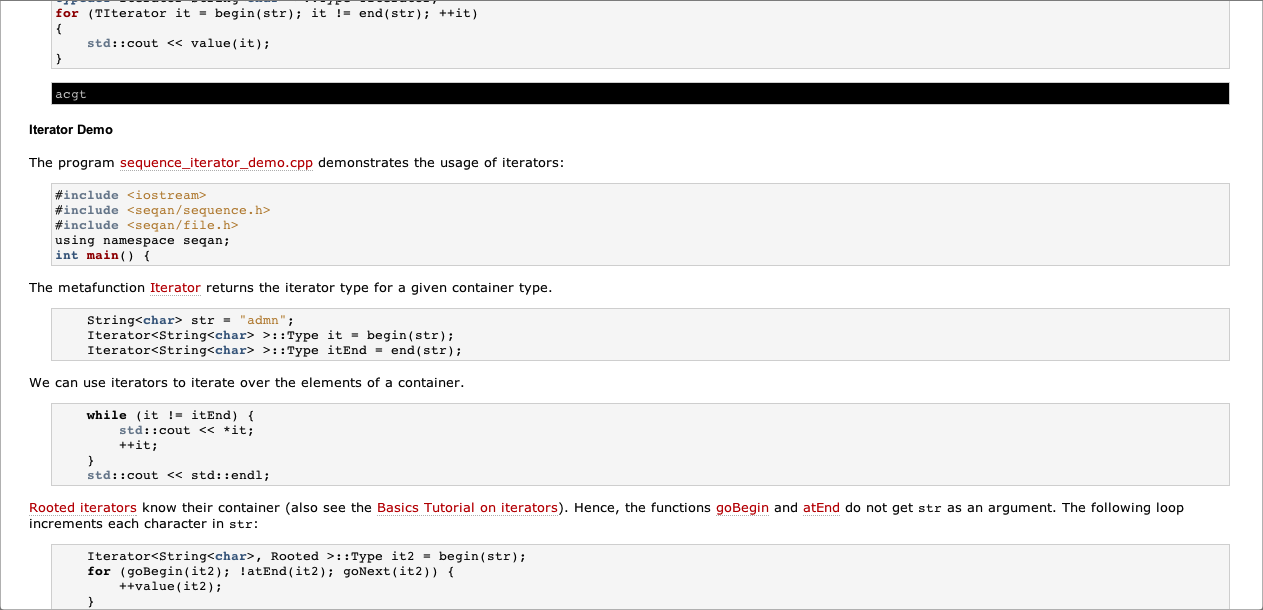 for (TIterator it = begin(str); it != end(str); ++it)
{
    std::cout << value(it);
}
acgt
Iterator Demo
The program sequence_iterator_demo.cpp demonstrates the usage of iterators:
#include <iostream>
#include <seqan/sequence.h>
#include <seqan/file.h>
using namespace seqan;
int main() {
The metafunction Iterator returns the iterator type for a given container type.
    String<char> str = "admn";
    Iterator<String<char> >::Type it = begin(str);
    Iterator<String<char> >::Type itEnd = end(str);
We can use iterators to iterate over the elements of a container.
    while (it != itEnd) {
        std::cout << *it;
        ++it;
    }
    std::cout << std::endl;
Rooted iterators know their container (also see the Basics Tutorial on iterators). Hence, the functions goBegin and atEnd do not get str as an argument. The following loop
increments each character in str:
    Iterator<String<char>, Rooted >::Type it2 = begin(str);
    for (goBegin(it2); !atEnd(it2); goNext(it2)) {
        ++value(it2);
    }